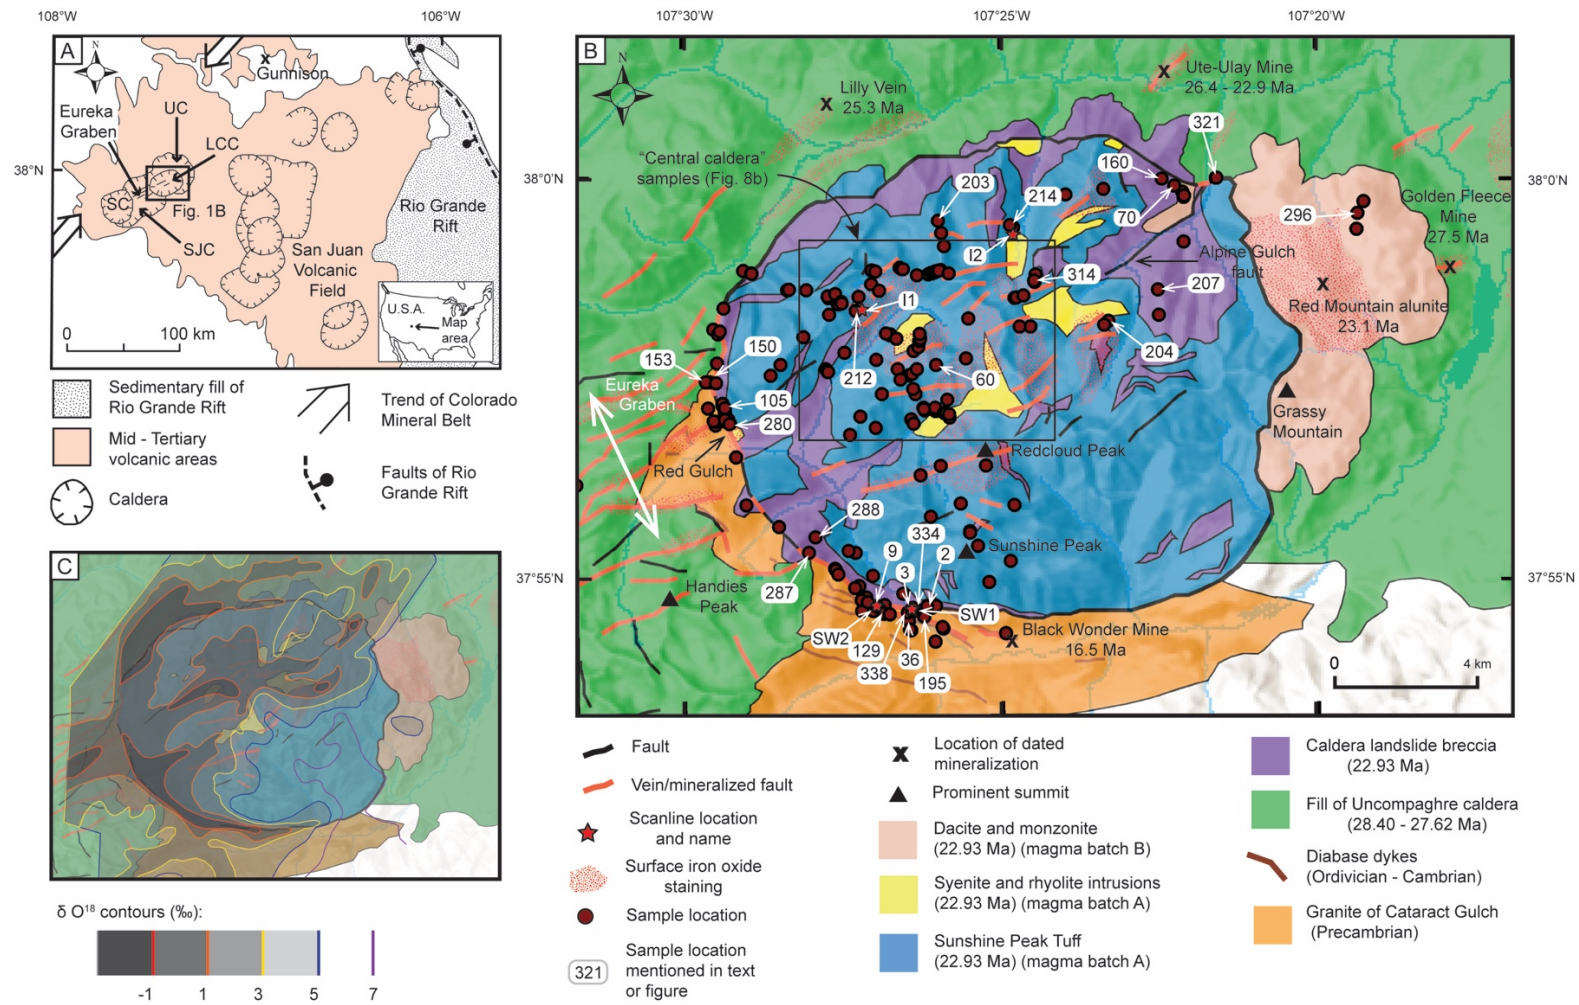 108°W
106°W
A
N
Gunnison
Eureka
Graben
UC
LCC
38°N
SC
Fig. 1B
SJC
Rio Grande
Rift
San Juan
Volcanic
Field
0
100 km
U.S.A.
Map
area
Sedimentary fill of
Rio Grande Rift
Mid - Tertiary
volcanic areas
Caldera
Trend of Colorado
Mineral Belt
Faults of Rio
Grande Rift
C
δ O¹⁸ contours (‰):
-1
1
3
5
7
107°30'W
107°25'W
107°20'W
B
N
Lilly Vein
25.3 Ma
Ute-Ulay Mine
26.4 - 22.9 Ma
321
"Central caldera"
samples (Fig. 8b)
160
203
214
70
38°0'N
296
Golden Fleece
Mine
27.5 Ma
I2
Alpine Gulch
fault
314
207
I1
Red Mountain alunite
23.1 Ma
153
150
212
60
204
Eureka
Graben
105
280
Grassy
Mountain
Red Gulch
Redcloud Peak
288
334
9
2
3
Sunshine Peak
37°55'N
37°55'N
Handies
Peak
287
SW1
SW2
129
338
36
195
Black Wonder Mine
16.5 Ma
0
4 km
Fault
Vein/mineralized fault
Scanline location
and name
Surface iron oxide
staining
Sample location
321
Sample location
mentioned in text
or figure
Location of dated
mineralization
Prominent summit
Dacite and monzonite
(22.93 Ma) (magma batch B)
Syenite and rhyolite intrusions
(22.93 Ma) (magma batch A)
Sunshine Peak Tuff
(22.93 Ma) (magma batch A)
Caldera landslide breccia
(22.93 Ma)
Fill of Uncompaghre caldera
(28.40 - 27.62 Ma)
Diabase dykes
(Ordivician - Cambrian)
Granite of Cataract Gulch
(Precambrian)
38°0'N